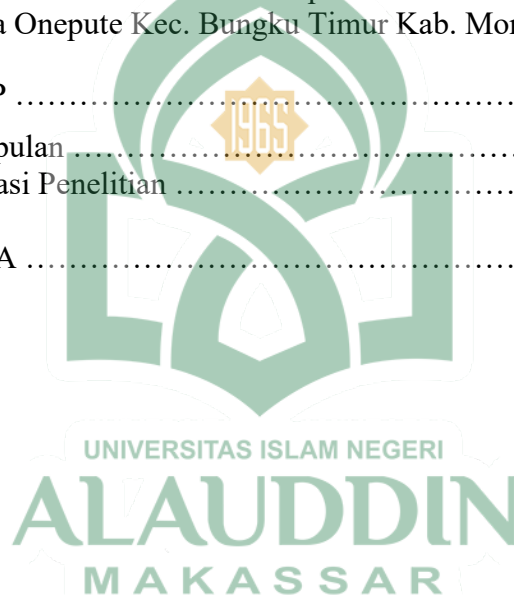 a Onepute Kec. Bungku Timur Kab. Mor
P ................................................
1965
pulan ................................................
asi Penelitian ................................................
A ................................................
UNIVERSITAS ISLAM NEGERI
ALAUDDIN
MAKASSAR